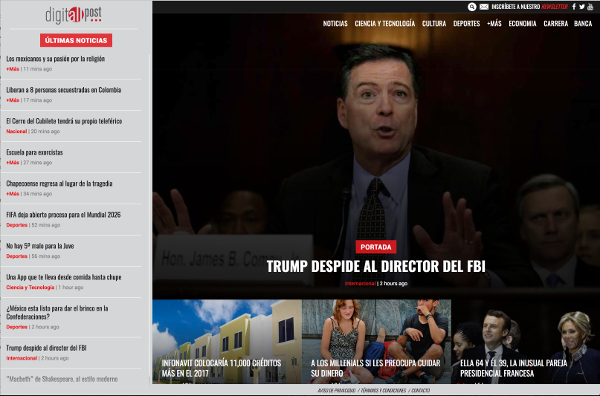 digitallpost
ÚLTIMAS NOTICIAS
Los mexicanos y su pasión por la religión
+Más | 11 mins ago
Liberan a 8 personas secuestradas en Colombia
+Más | 17 mins ago
El Cerro del Cubilete tendrá su propio teleférico
Nacional | 20 mins ago
Escuela para exorcistas
+Más | 27 mins ago
Chapecoense regresa al lugar de la tragedia
+Más | 34 mins ago
FIFA deja abierto proceso para el Mundial 2026
Deportes | 52 mins ago
No hay 5º malo para la Juve
Deportes | 56 mins ago
Una App que te lleva desde comida hasta chupe
Ciencia y Tecnología | 1 hour ago
¿México esta listo para dar el brinco en la
Confederaciones?
Deportes | 2 hours ago
Trump despide al director del FBI
Internacional | 2 hours ago
"Macbeth" de Shakespeare, al estilo moderno
INSCRÍBETE A NUESTRO NEWSLETTER
NOTICIAS CIENCIA Y TECNOLOGÍA CULTURA DEPORTES +MÁS ECONOMIA CARRERA BANCA
Hon. James B. Comey
PORTADA
TRUMP DESPIDE AL DIRECTOR DEL FBI
Internacional | 2 hours ago
INFONAVIT COLOCARÍA 11,000 CRÉDITOS
MÁS EN EL 2017
A LOS MILLENIALS SI LES PREOCUPA CUIDAR
SU DINERO
ELLA 64 Y ÉL 39, LA INUSUAL PAREJA
PRESIDENCIAL FRANCESA
AVISO DE PRIVACIDAD / TÉRMINOS Y CONDICIONES / CONTACTO